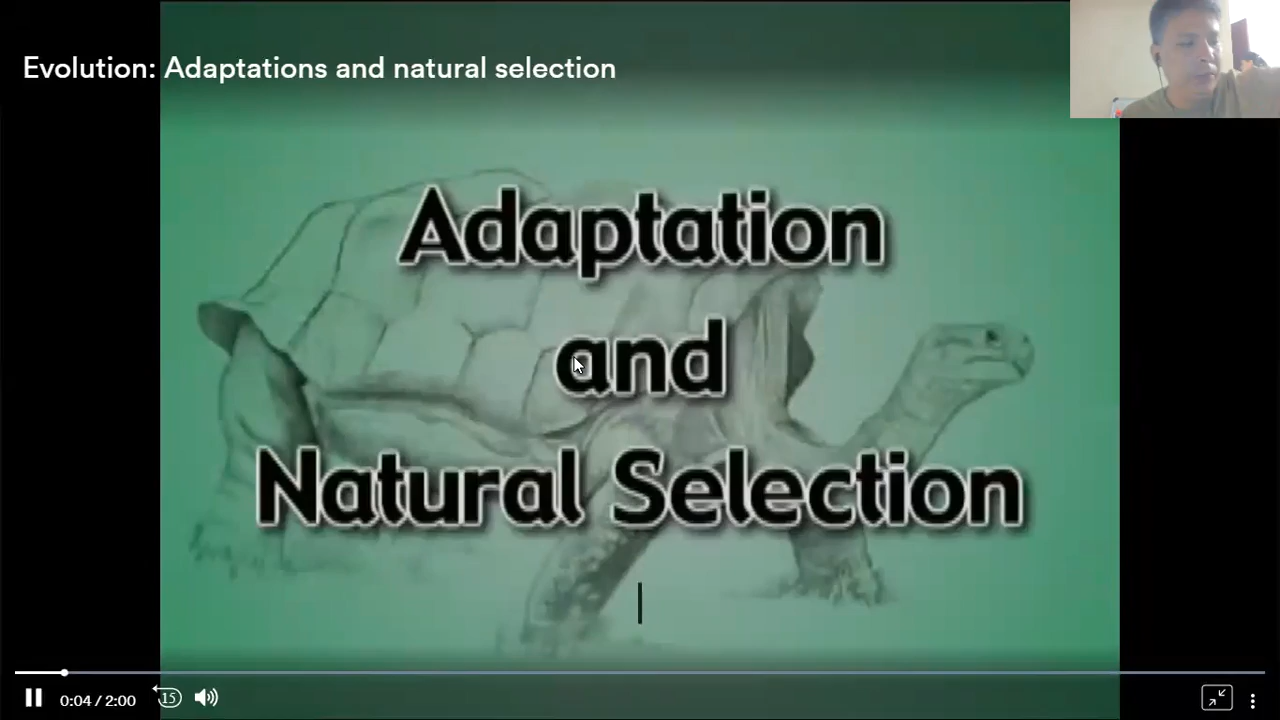 Evolution: Adaptations and natural selection
Adaptation
and
Natural Selection
0:04 / 2:00
15